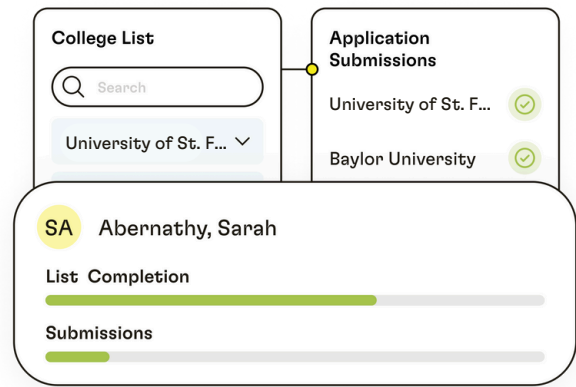 College List
Search
University of St. F...
Application
Submissions
University of St. F...
Baylor University
SA
Abernathy, Sarah
List Completion
Submissions